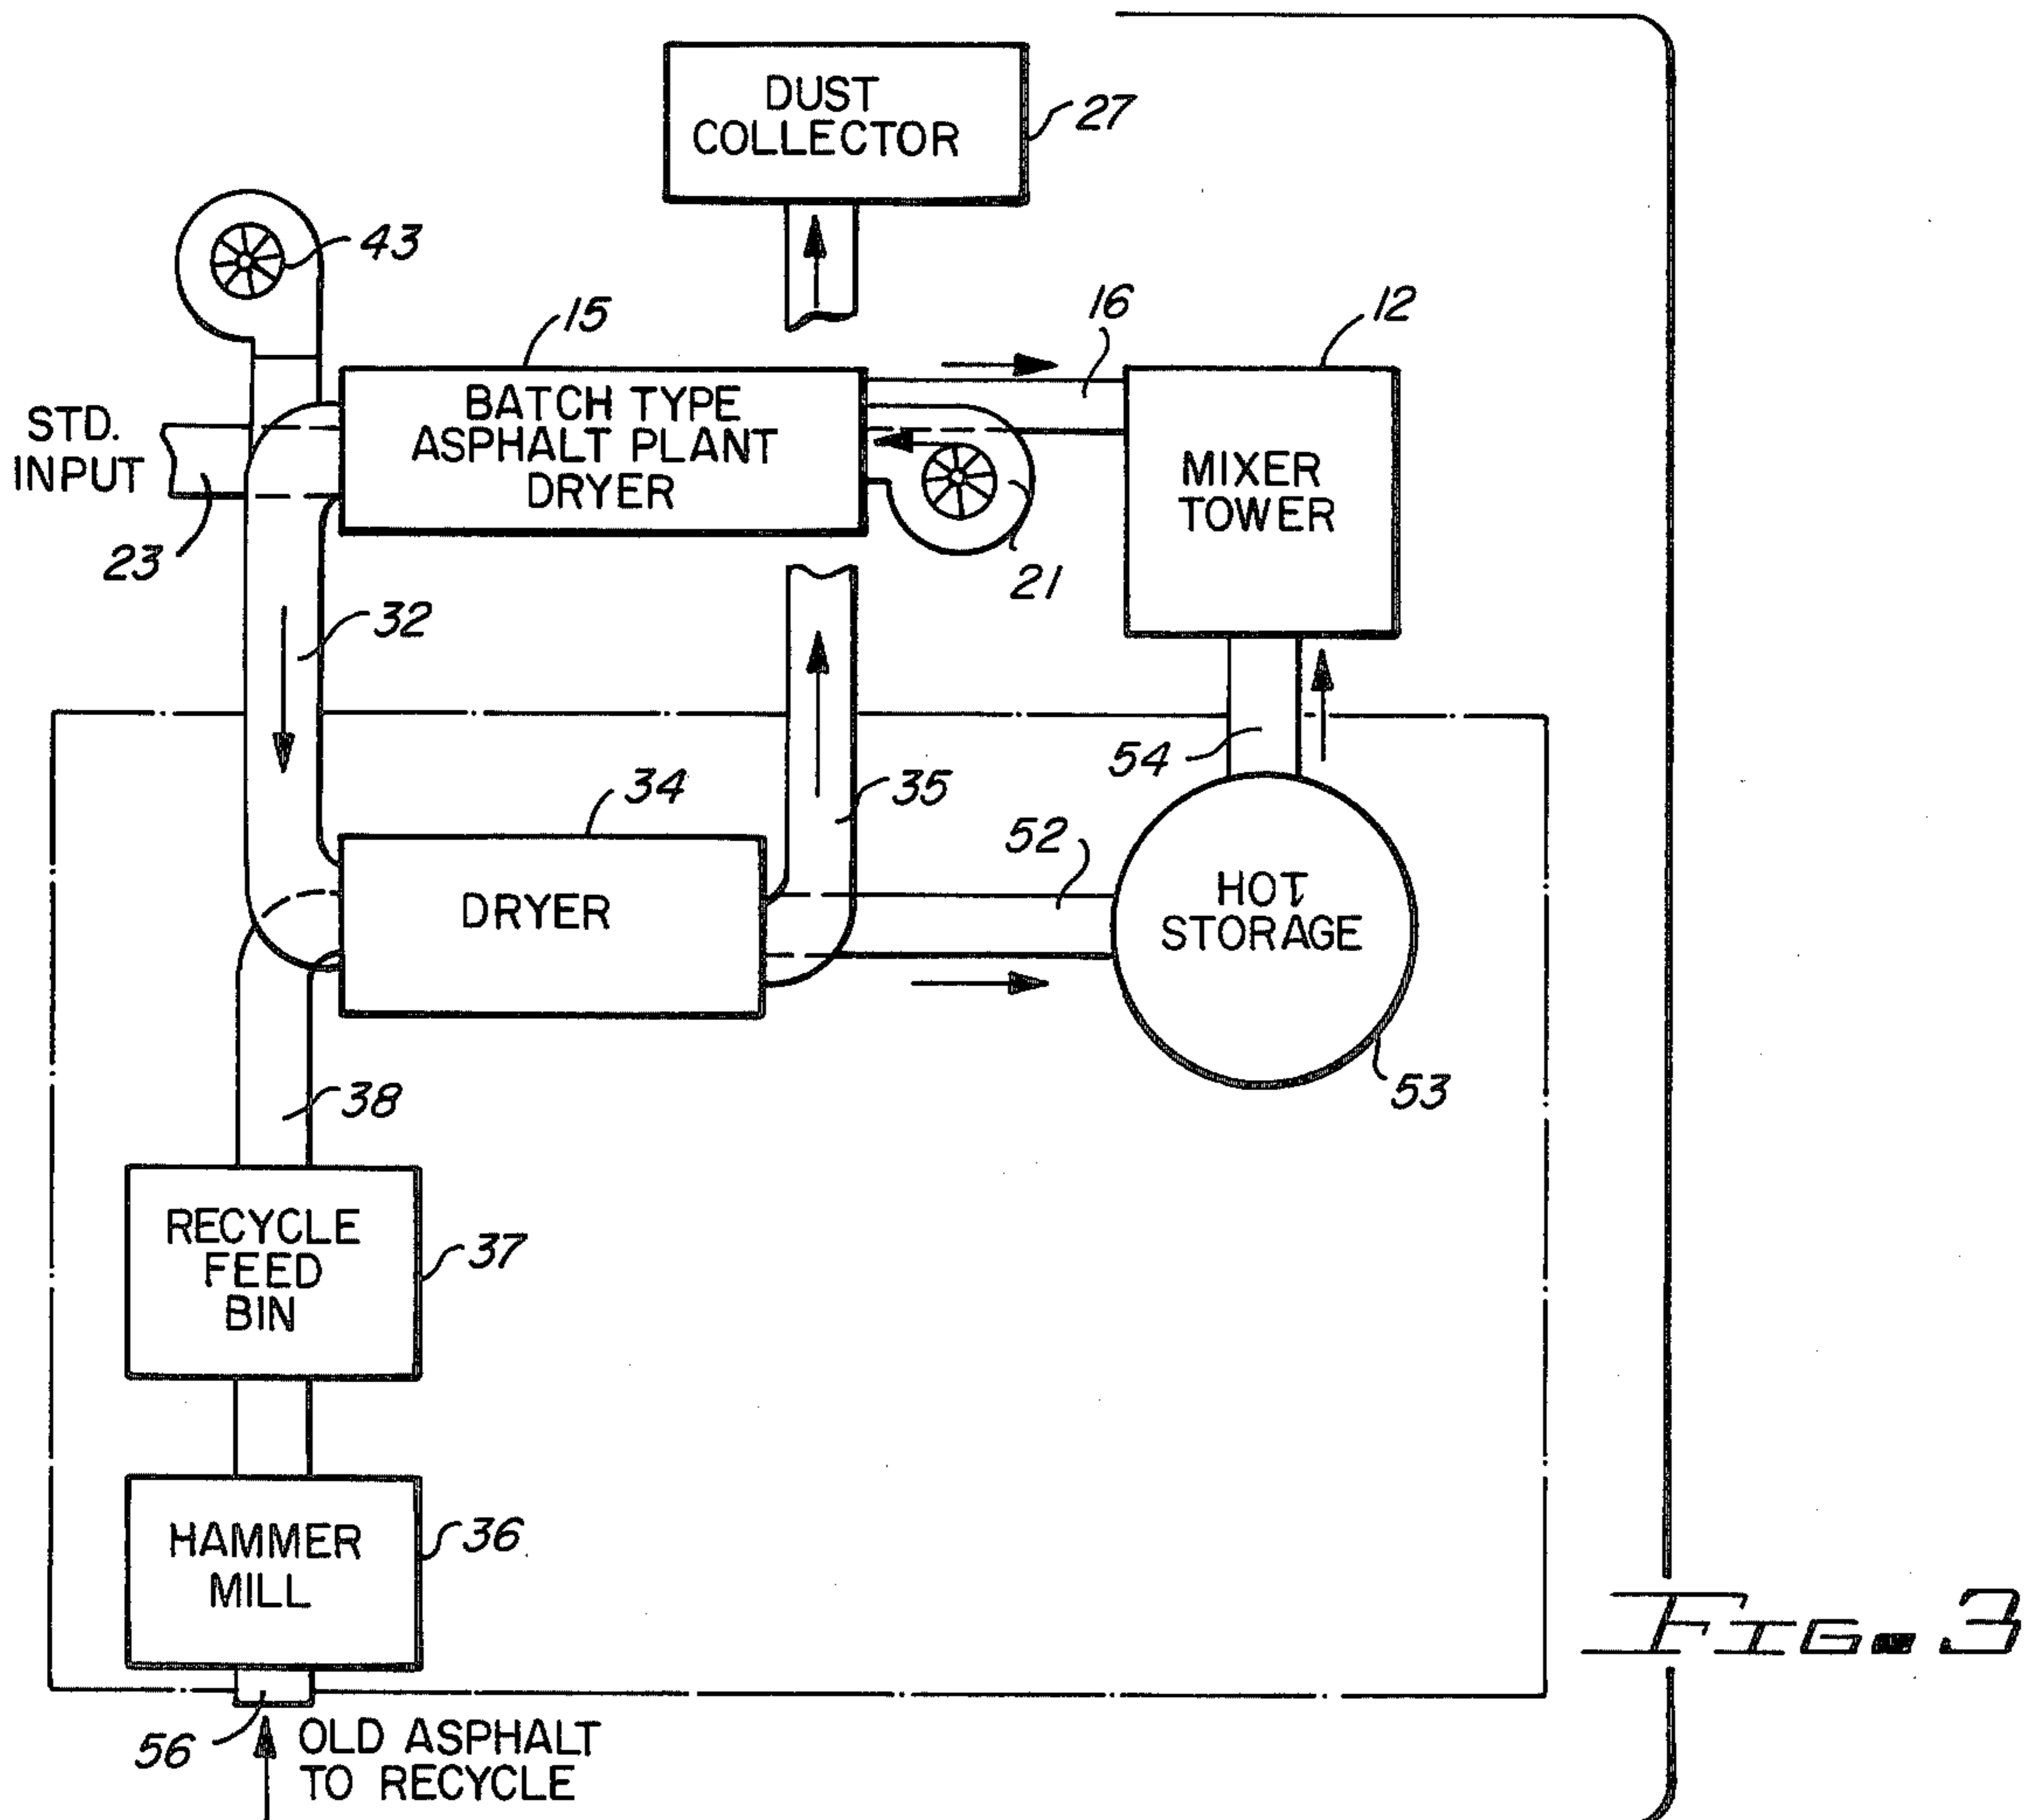 DUST
COLLECTOR
27
43
15
16
12
STD.
INPUT
BATCH TYPE
ASPHALT PLANT
DRYER
MIXER
TOWER
23
21
32
54
34
35
52
DRYER
HOT
STORAGE
53
38
RECYCLE
FEED
BIN
37
HAMMER
MILL
36
FIG. 3
56
OLD ASPHALT
TO RECYCLE